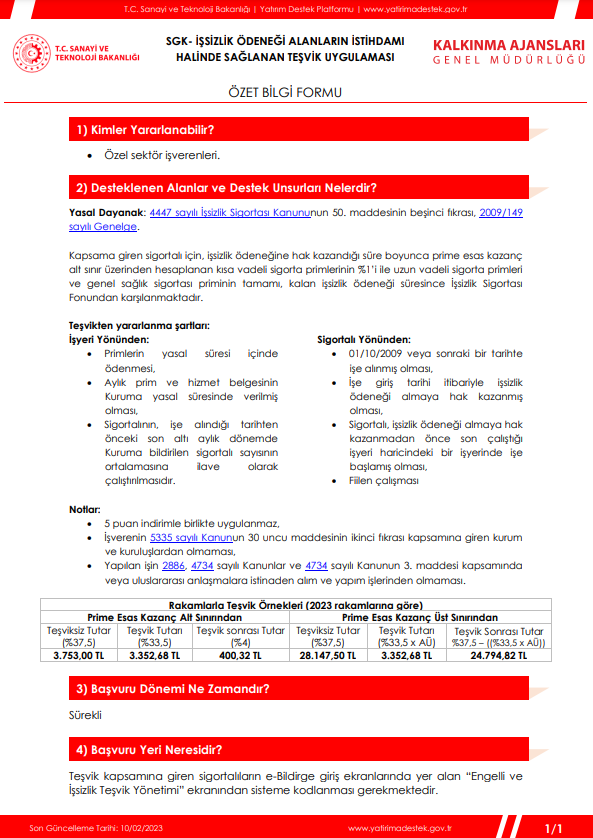 T.C. Sanayi ve Teknoloji Bakanlığı | Yatırım Destek Platformu | www.yatirimadestek.gov.tr
T.C. SANAYİ VE
TEKNOLOJİ BAKANLIĞI
SGK- İŞSİZLİK ÖDENEĞİ ALANLARIN İSTİHDAMI
HALİNDE SAĞLANAN TEŞVİK UYGULAMASI
KALKINMA AJANSLARI
GENEL MÜDÜRLÜĞÜ
ÖZET BİLGİ FORMU
1) Kimler Yararlanabilir?
• Özel sektör işverenleri.
2) Desteklenen Alanlar ve Destek Unsurları Nelerdir?
Yasal Dayanak: 4447 sayılı İşsizlik Sigortası Kanununun 50. maddesinin beşinci fıkrası, 2009/149
sayılı Genelge.
Kapsama giren sigortalı için, işsizlik ödeneğine hak kazandığı süre boyunca prime esas kazanç
alt sınır üzerinden hesaplanan kısa vadeli sigorta primlerinin %1'i ile uzun vadeli sigorta primleri
ve genel sağlık sigortası priminin tamamı, kalan işsizlik ödeneği süresince İşsizlik Sigortası
Fonundan karşılanmaktadır.
Teşvikten yararlanma şartları:
İşyeri Yönünden:
• Primlerin yasal süresi içinde
ödenmesi,
• Aylık prim ve hizmet belgesinin
Kuruma yasal süresinde verilmiş
olması,
• Sigortalının, işe alındığı tarihten
önceki son altı aylık dönemde
Kuruma bildirilen sigortalı sayısının
ortalamasına ilave olarak
çalıştırılmasıdır.
Sigortalı Yönünden:
• 01/10/2009 veya sonraki bir tarihte
işe alınmış olması,
• İşe giriş tarihi itibariyle işsizlik
ödeneği almaya hak kazanmış
olması,
• Sigortalı, işsizlik ödeneği almaya hak
kazanmadan önce son çalıştığı
işyeri haricindeki bir işyerinde işe
başlamış olması,
• Fiilen çalışması
Notlar:
• 5 puan indirimle birlikte uygulanmaz,
• İşverenin 5335 sayılı Kanunun 30 uncu maddesinin ikinci fıkrası kapsamına giren kurum
ve kuruluşlardan olmaması,
• Yapılan işin 2886, 4734 sayılı Kanunlar ve 4734 sayılı Kanunun 3. maddesi kapsamında
veya uluslararası anlaşmalara istinaden alım ve yapım işlerinden olmaması.
Rakamlarla Teşvik Örnekleri (2023 rakamlarına göre)
Prime Esas Kazanç Alt Sınırından Prime Esas Kazanç Üst Sınırından
Teşviksiz Tutar Teşvik Tutarı Teşvik sonrası Tutar Teşviksiz Tutar Teşvik Tutarı Teşvik Sonrası Tutar
(%37,5) (%33,5) (%4) (%37,5) (%33,5 x AÜ) %37,5 – ((%33,5 x AÜ))
3.753,00 TL 3.352,68 TL 400,32 TL 28.147,50 TL 3.352,68 TL 24.794,82 TL
3) Başvuru Dönemi Ne Zamandır?
Sürekli
4) Başvuru Yeri Neresidir?
Teşvik kapsamına giren sigortalıların e-Bildirge giriş ekranlarında yer alan “Engelli ve
İşsizlik Teşvik Yönetimi” ekranından sisteme kodlanması gerekmektedir.
Son Güncelleme Tarihi: 10/02/2023 www.yatirimadestek.gov.tr 1/1